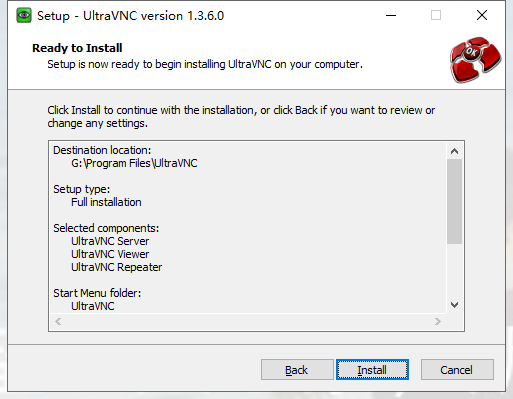 Setup - UltraVNC version 1.3.6.0
Ready to Install
Setup is now ready to begin installing UltraVNC on your computer.
OK
Click Install to continue with the installation, or click Back if you want to review or
change any settings.
Destination location:
G:\Program Files\UltraVNC
Setup type:
Full installation
Selected components:
UltraVNC Server
UltraVNC Viewer
UltraVNC Repeater
Start Menu folder:
UltraVNC
Back
Install
Cancel